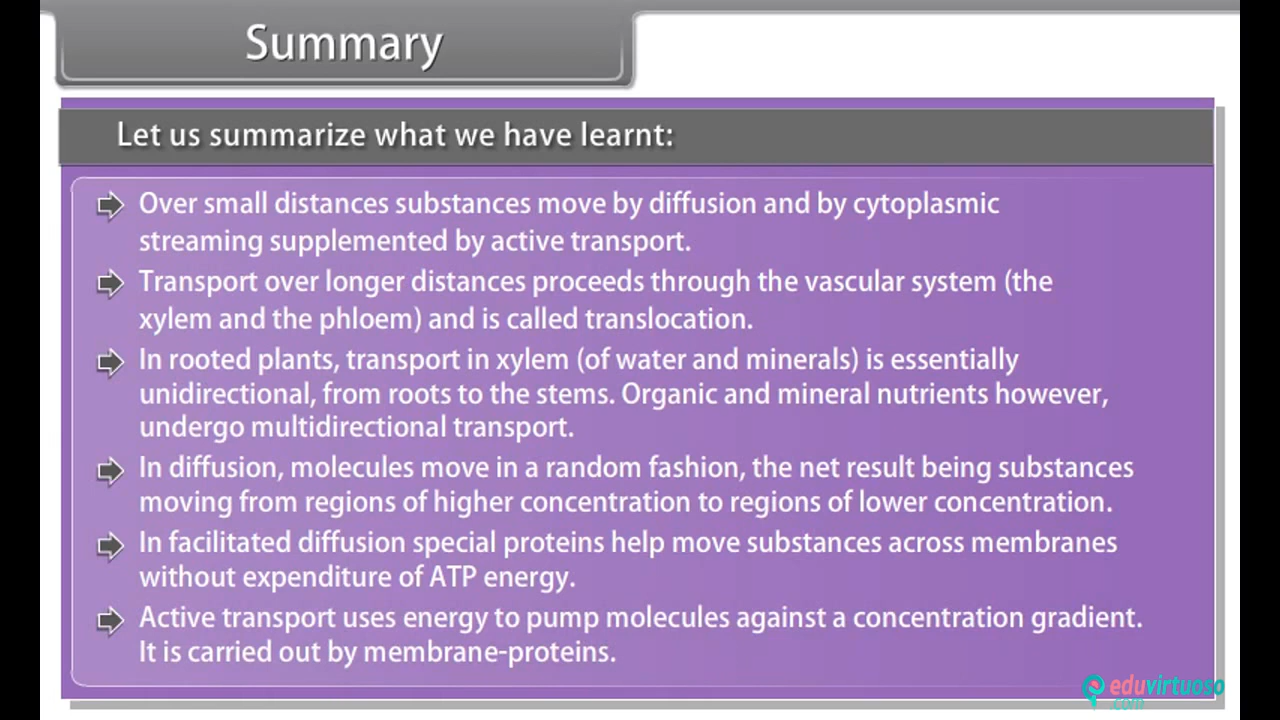 Summary
Let us summarize what we have learnt:
Over small distances substances move by diffusion and by cytoplasmic
streaming supplemented by active transport.
Transport over longer distances proceeds through the vascular system (the
xylem and the phloem) and is called translocation.
In rooted plants, transport in xylem (of water and minerals) is essentially
unidirectional, from roots to the stems. Organic and mineral nutrients however,
undergo multidirectional transport.
In diffusion, molecules move in a random fashion, the net result being substances
moving from regions of higher concentration to regions of lower concentration.
In facilitated diffusion special proteins help move substances across membranes
without expenditure of ATP energy.
Active transport uses energy to pump molecules against a concentration gradient.
It is carried out by membrane-proteins.
eduvirtuoso
.com